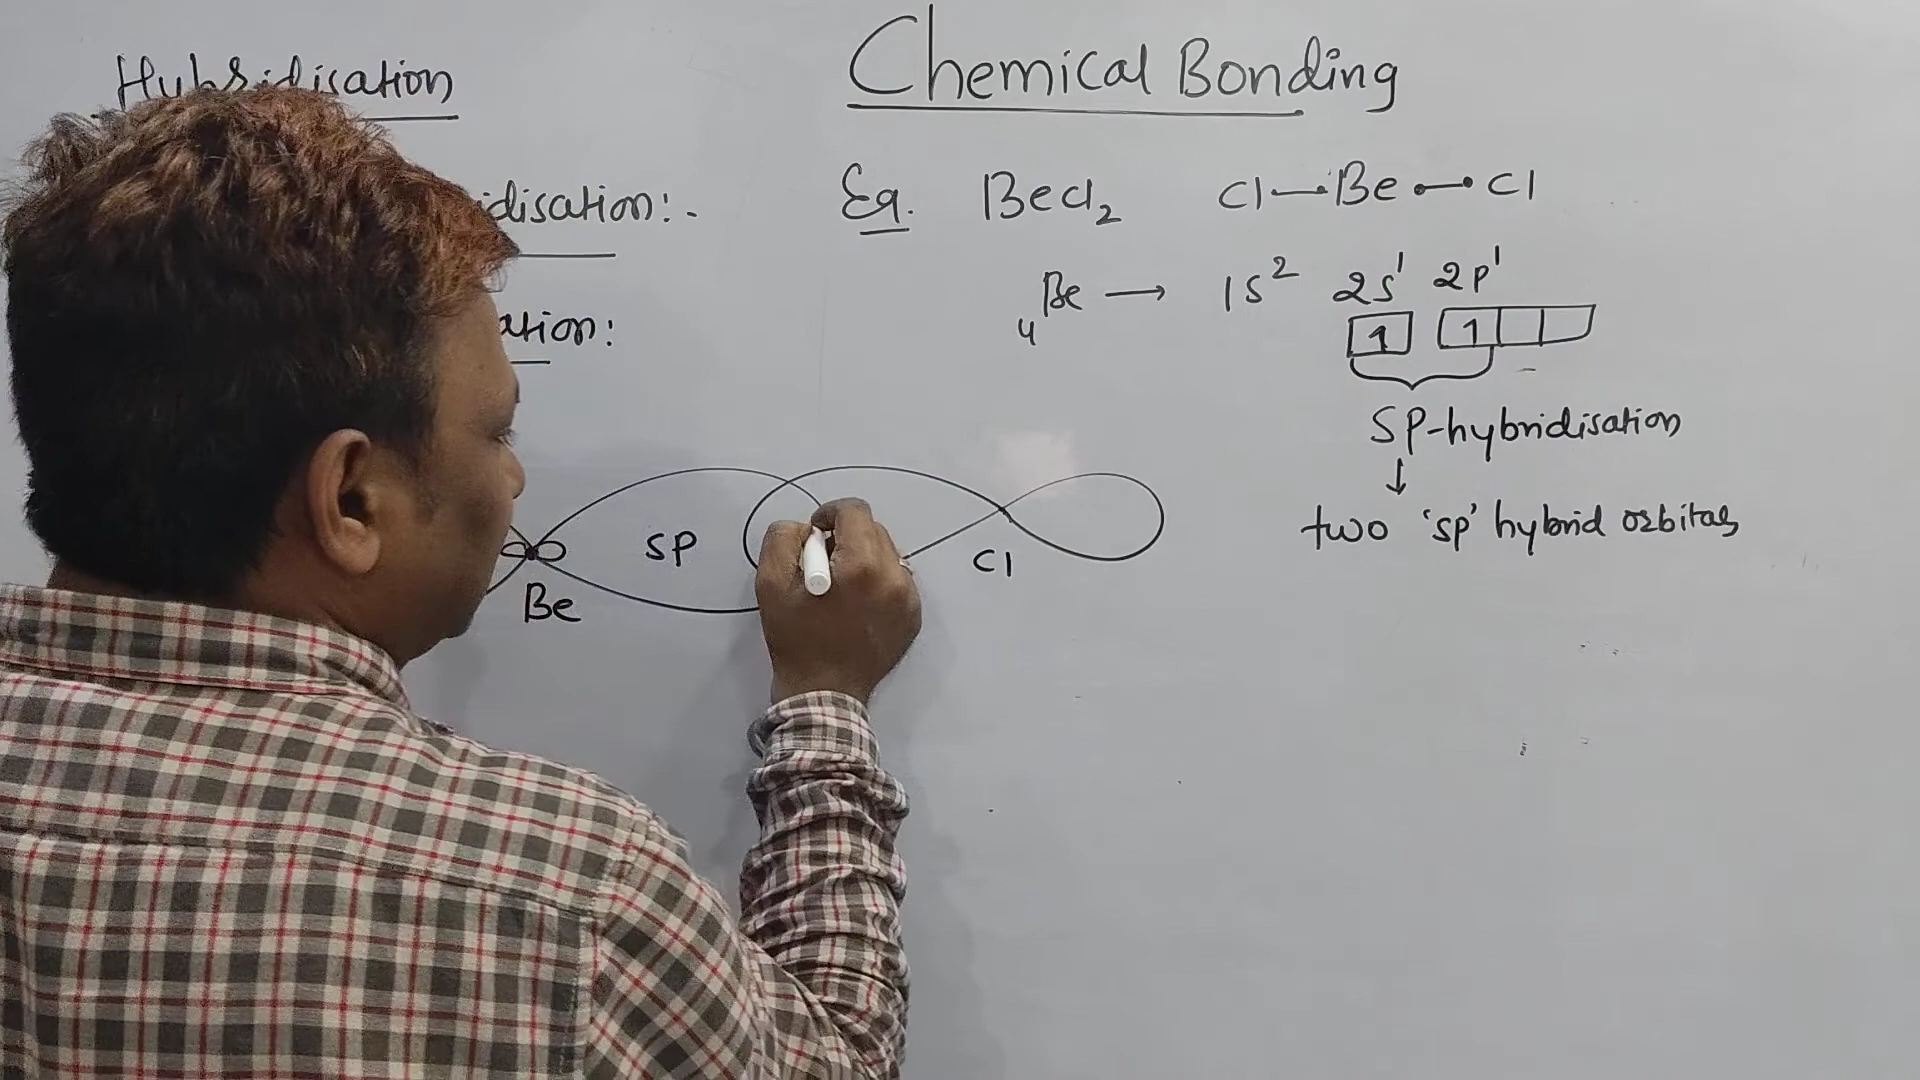 Hybridisation
Chemical Bonding
idisation:-
ation:
Eg. BeCl2 Cl—Be—Cl
4Be → 1s² 2s¹ 2p¹
1 1
SP-hybridisation
↓
two 'sp' hybrid orbitals
SP
Be
Cl